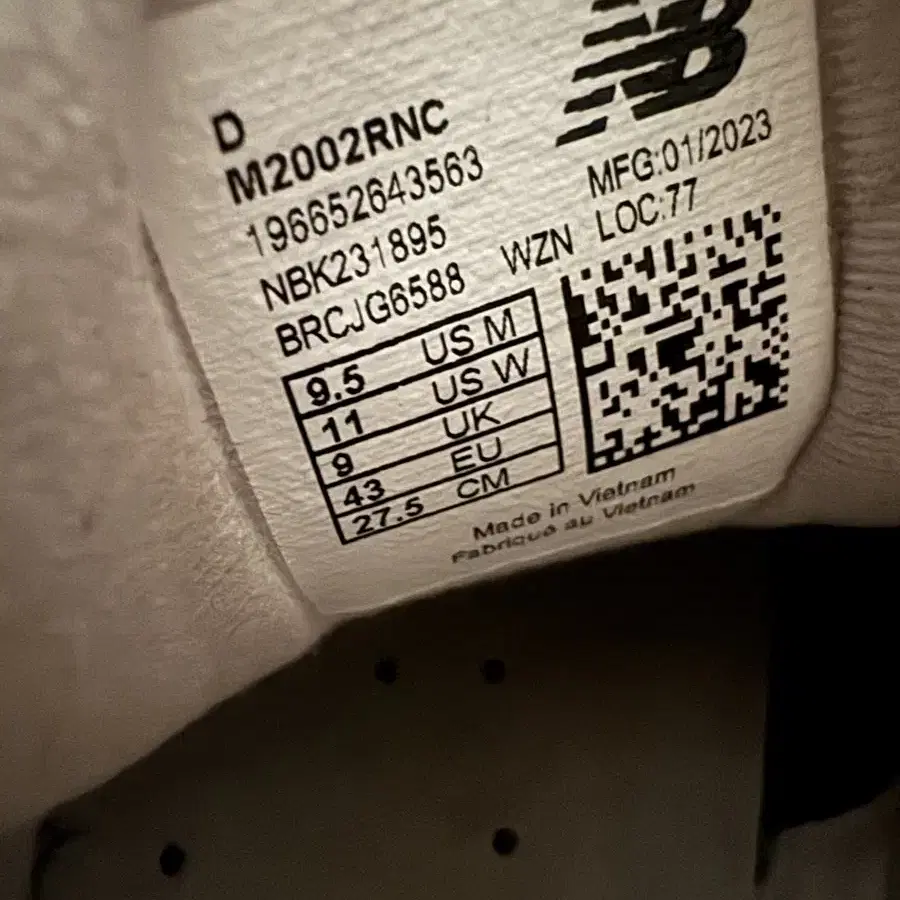 NB
D
M2002RNC
196652643563 MFG:01/2023
NBK231895 WZN LOC:77
BRCJG6588
9.5 US M
11 US W
9 UK
43 EU
27.5 CM
Made in Vietnam
Fabriqué au Vietnam